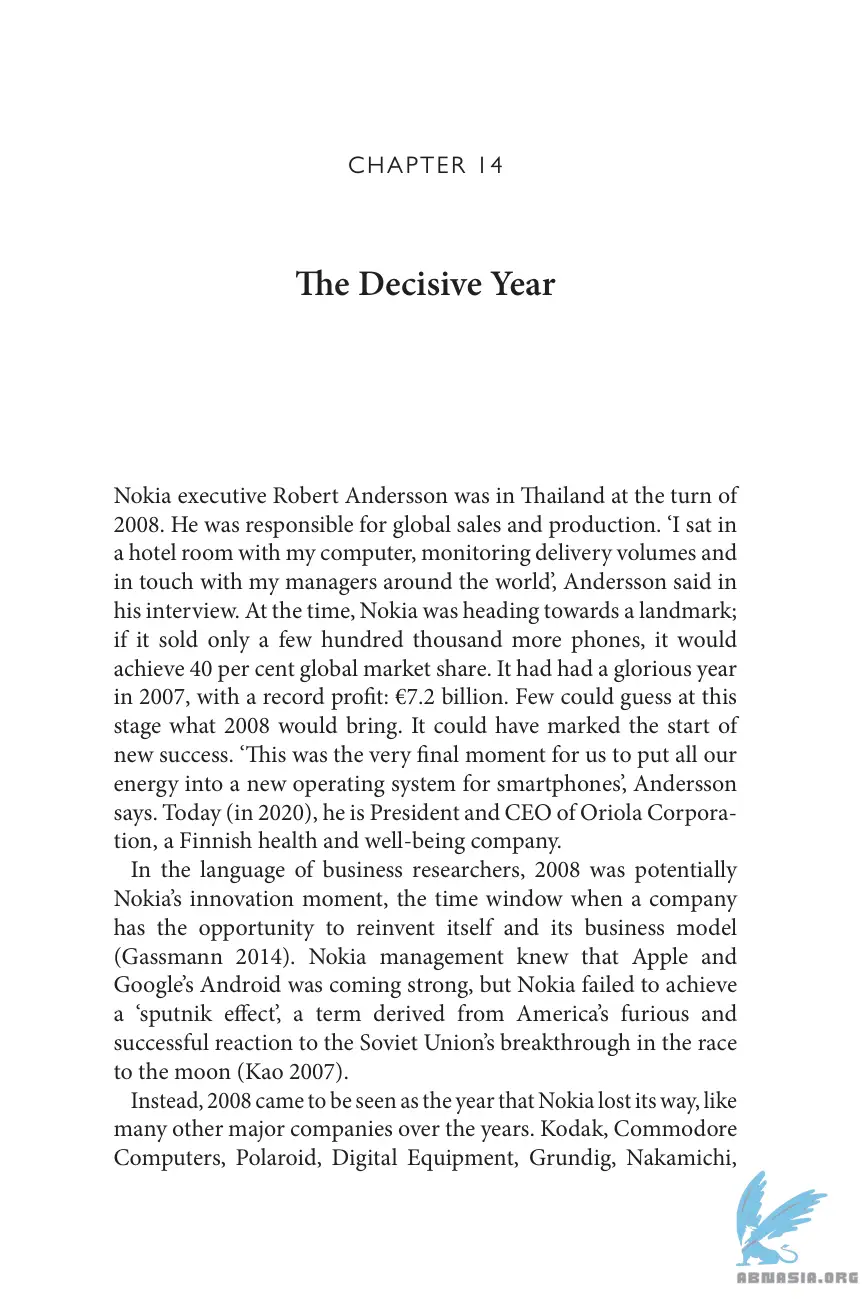 CHAPTER 14
The Decisive Year
Nokia executive Robert Andersson was in Thailand at the turn of
2008. He was responsible for global sales and production. ‘I sat in
a hotel room with my computer, monitoring delivery volumes and
in touch with my managers around the world’, Andersson said in
his interview. At the time, Nokia was heading towards a landmark;
if it sold only a few hundred thousand more phones, it would
achieve 40 per cent global market share. It had had a glorious year
in 2007, with a record profit: €7.2 billion. Few could guess at this
stage what 2008 would bring. It could have marked the start of
new success. ‘This was the very final moment for us to put all our
energy into a new operating system for smartphones’, Andersson
says. Today (in 2020), he is President and CEO of Oriola Corpora-
tion, a Finnish health and well-being company.
In the language of business researchers, 2008 was potentially
Nokia’s innovation moment, the time window when a company
has the opportunity to reinvent itself and its business model
(Gassmann 2014). Nokia management knew that Apple and
Google’s Android was coming strong, but Nokia failed to achieve
a ‘sputnik effect’, a term derived from America’s furious and
successful reaction to the Soviet Union’s breakthrough in the race
to the moon (Kao 2007).
Instead, 2008 came to be seen as the year that Nokia lost its way, like
many other major companies over the years. Kodak, Commodore
Computers, Polaroid, Digital Equipment, Grundig, Nakamichi,
ABNASIA.ORG